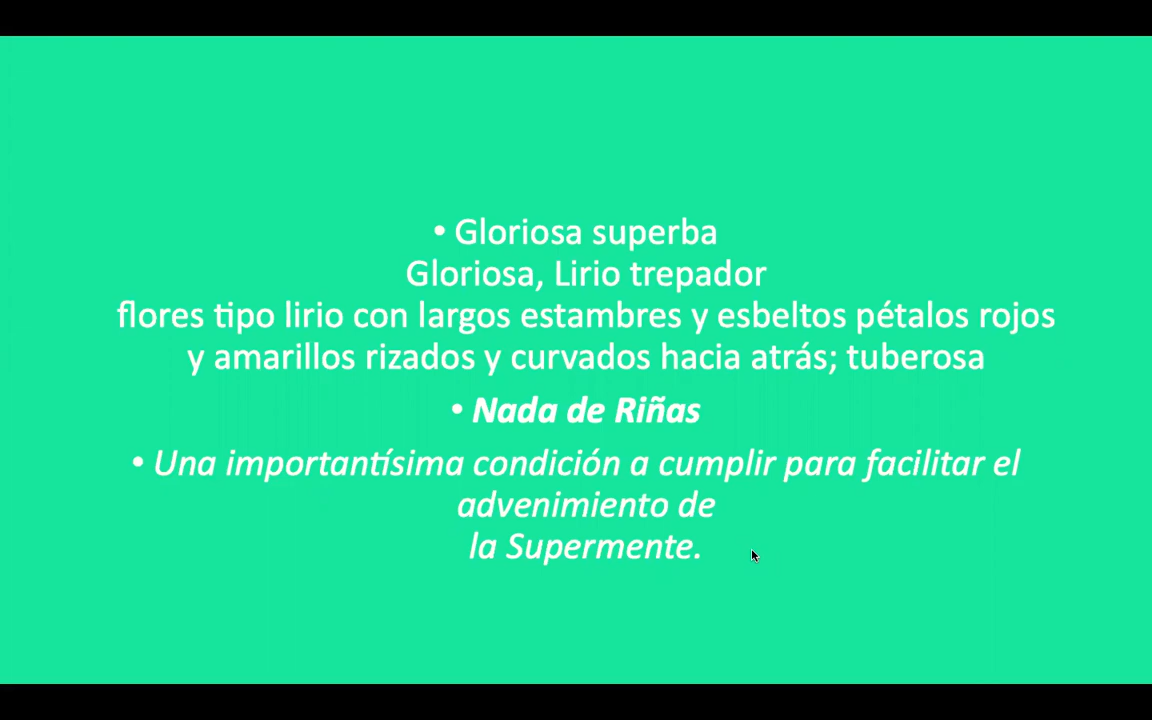 • Gloriosa superba
Gloriosa, Lirio trepador
flores tipo lirio con largos estambres y esbeltos pétalos rojos
y amarillos rizados y curvados hacia atrás; tuberosa
• Nada de Riñas
• Una importantísima condición a cumplir para facilitar el
advenimiento de
la Supermente.